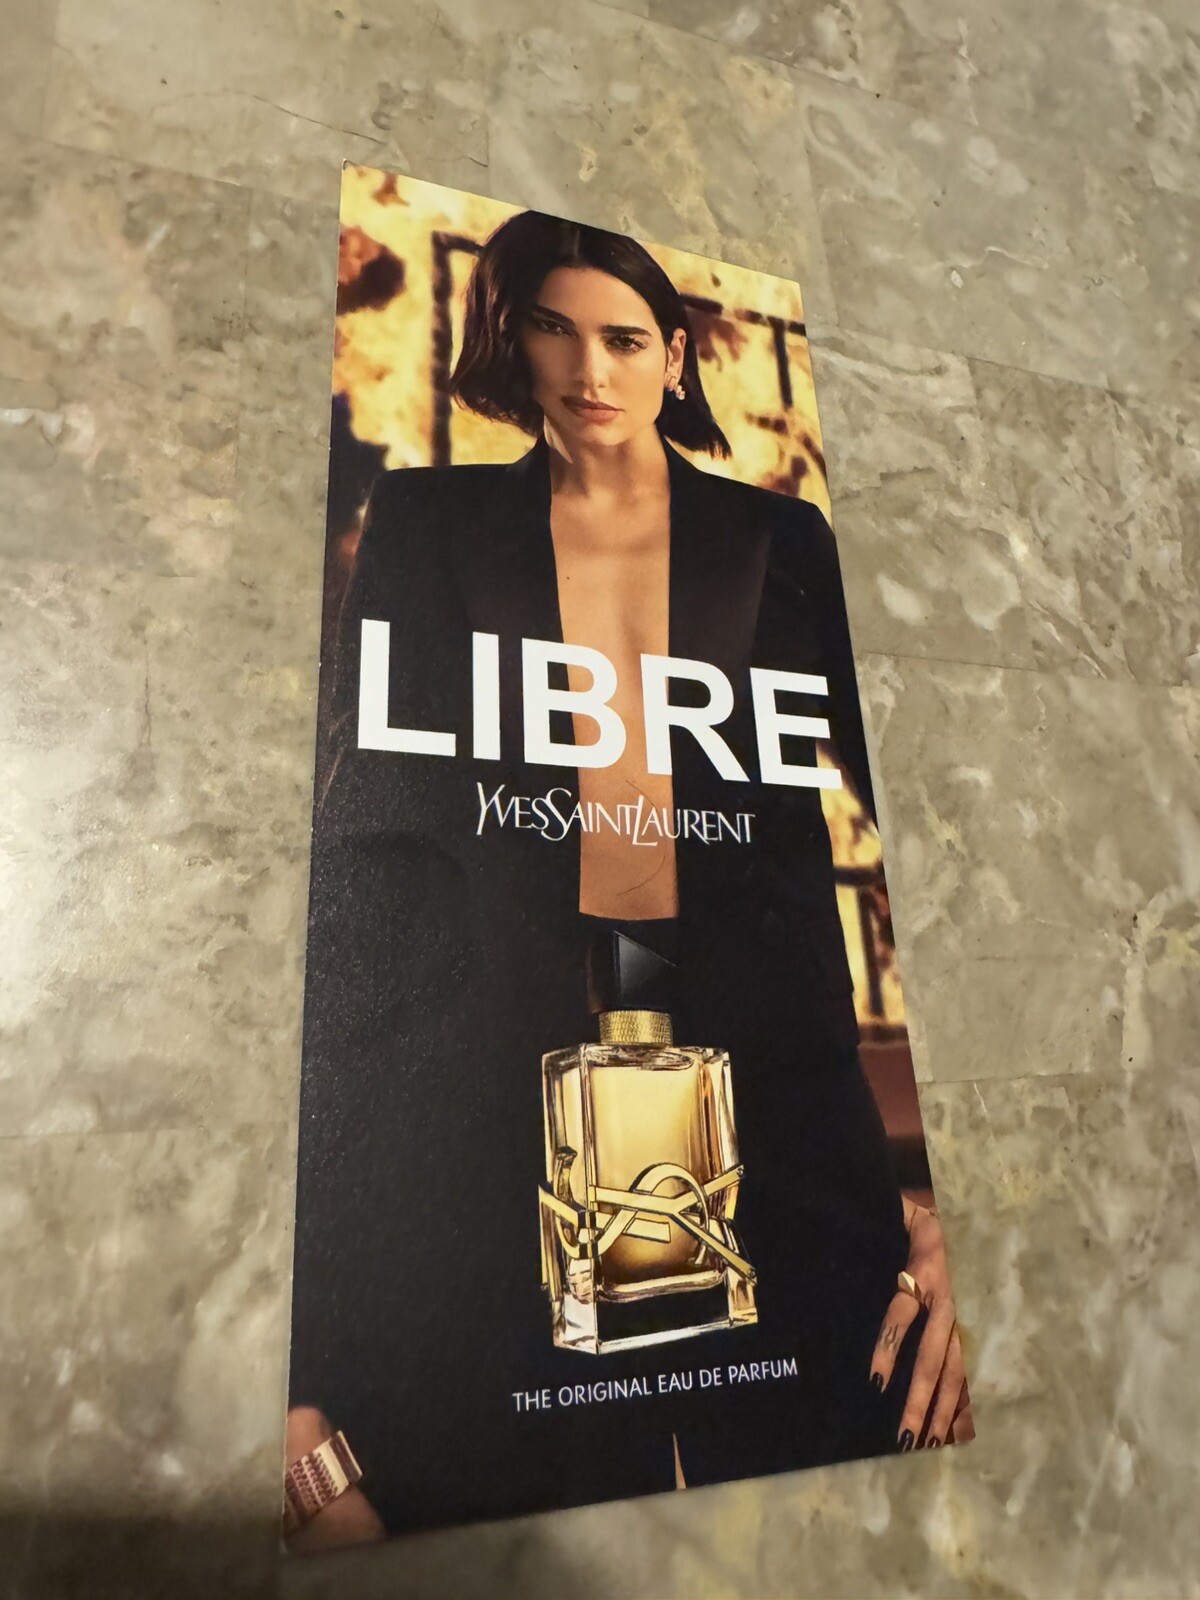 LIBRE
YVESSAINTLAURENT
THE ORIGINAL EAU DE PARFUM